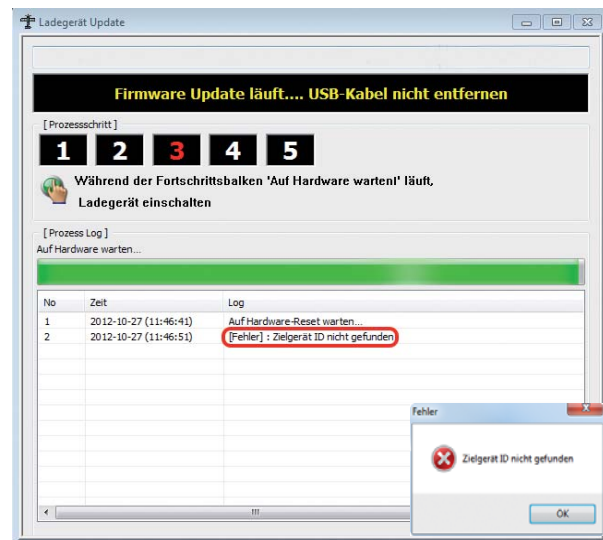 Ladegerät Update
Firmware Update läuft.... USB-Kabel nicht entfernen
[ Prozessschritt ]
1 2 3 4 5
Während der Fortschrittsbalken 'Auf Hardware warten!' läuft,
Ladegerät einschalten
[ Prozess Log ]
Auf Hardware warten...
No Zeit Log
1 2012-10-27 (11:46:41) Auf Hardware-Reset warten...
2 2012-10-27 (11:46:51) [Fehler] : Zielgerät ID nicht gefunden
Fehler
Zielgerät ID nicht gefunden
OK